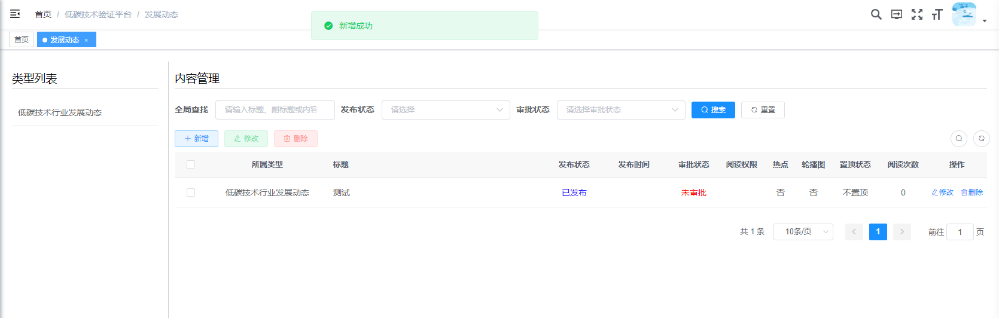 首页 / 低碳技术验证平台 / 发展动态
新增成功
首页 发展动态 ×
类型列表
低碳技术行业发展动态
内容管理
全局查找 请输入标题、副标题或内容 发布状态 请选择 审批状态 请选择审批状态 搜索 重置
新增 修改 删除
所属类型 标题 发布状态 发布时间 审批状态 阅读权限 热点 轮播图 置顶状态 阅读次数 操作
低碳技术行业发展动态 测试 已发布 未审批 否 否 不置顶 0 修改 删除
共 1 条 10条/页 1 前往 1 页